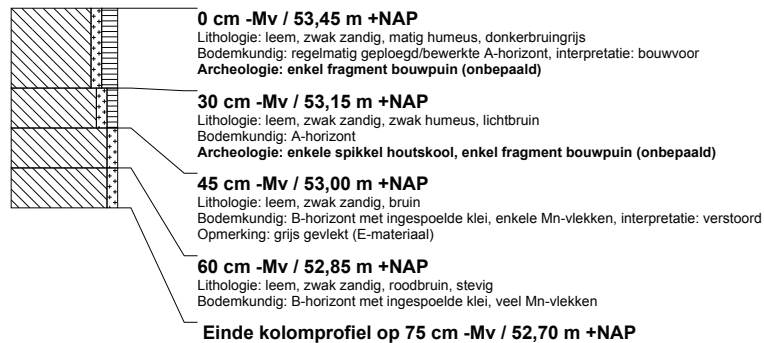 0 cm -Mv / 53,45 m +NAP
Lithologie: leem, zwak zandig, matig humeus, donkerbruingrijs
Bodemkundig: regelmatig geploegd/bewerkte A-horizont, interpretatie: bouwvoor
Archeologie: enkel fragment bouwpuin (onbepaald)
30 cm -Mv / 53,15 m +NAP
Lithologie: leem, zwak zandig, zwak humeus, lichtbruin
Bodemkundig: A-horizont
Archeologie: enkele spikkel houtskool, enkel fragment bouwpuin (onbepaald)
45 cm -Mv / 53,00 m +NAP
Lithologie: leem, zwak zandig, bruin
Bodemkundig: B-horizont met ingespoelde klei, enkele Mn-vlekken, interpretatie: verstoord
Opmerking: grijs gevlekt (E-materiaal)
60 cm -Mv / 52,85 m +NAP
Lithologie: leem, zwak zandig, roodbruin, stevig
Bodemkundig: B-horizont met ingespoelde klei, veel Mn-vlekken
Einde kolomprofiel op 75 cm -Mv / 52,70 m +NAP